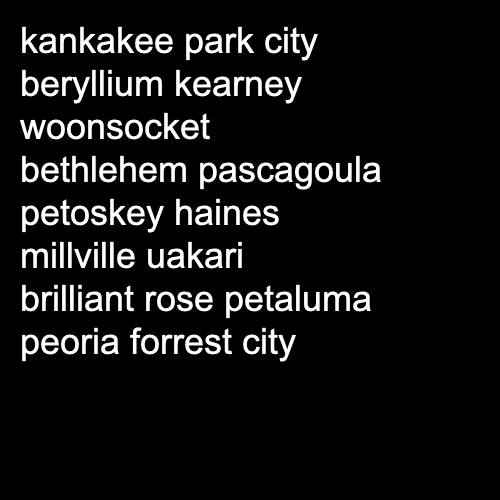 kankakee park city
beryllium kearney
woonsocket
bethlehem pascagoula
petoskey haines
millville uakari
brilliant rose petaluma
peoria forrest city